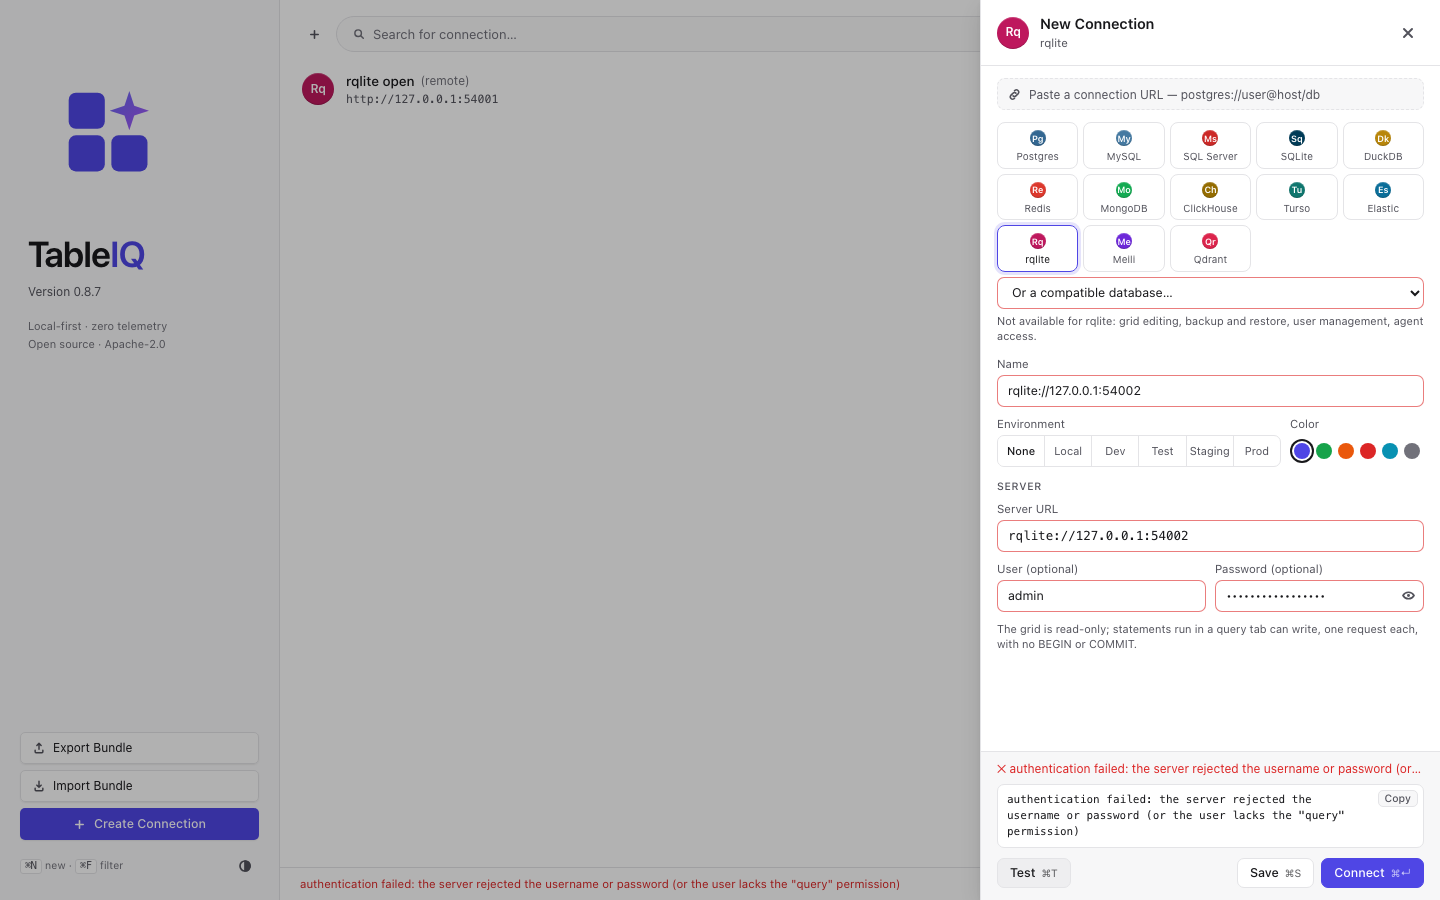 TableIQ
Version 0.8.7
Local-first · zero telemetry
Open source · Apache-2.0
Export Bundle
Import Bundle
+ Create Connection
⌘N new · ⌘F filter
+
Search for connection...
Rq
rqlite open (remote)
http://127.0.0.1:54001
authentication failed: the server rejected the username or password (or the user lacks the "query" permission)
Rq
New Connection
rqlite
Paste a connection URL — postgres://user@host/db
Pg My Ms Sq Dk
Postgres MySQL SQL Server SQLite DuckDB
Re Mo Ch Tu Es
Redis MongoDB ClickHouse Turso Elastic
Rq Me Qr
rqlite Meili Qdrant
Or a compatible database...
Not available for rqlite: grid editing, backup and restore, user management, agent
access.
Name
rqlite://127.0.0.1:54002
Environment Color
None Local Dev Test Staging Prod
SERVER
Server URL
rqlite://127.0.0.1:54002
User (optional) Password (optional)
admin •••••••••••••••••
The grid is read-only; statements run in a query tab can write, one request each,
with no BEGIN or COMMIT.
authentication failed: the server rejected the username or password (or...
authentication failed: the server rejected the
username or password (or the user lacks the "query"
permission)
Copy
Test ⌘T
Save ⌘S
Connect ⌘↵